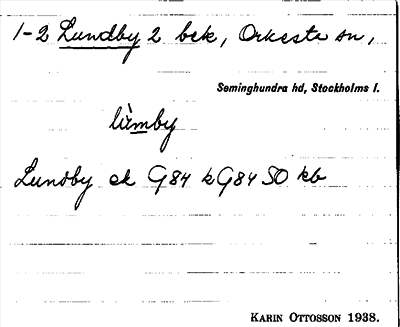 1-2 Lundby 2 bek, Orkesta sn,
Seminghundra hd, Stockholms l.
lùmby
Lundby ek G84 kG84 SO kb
KARIN OTTOSSON 1938.